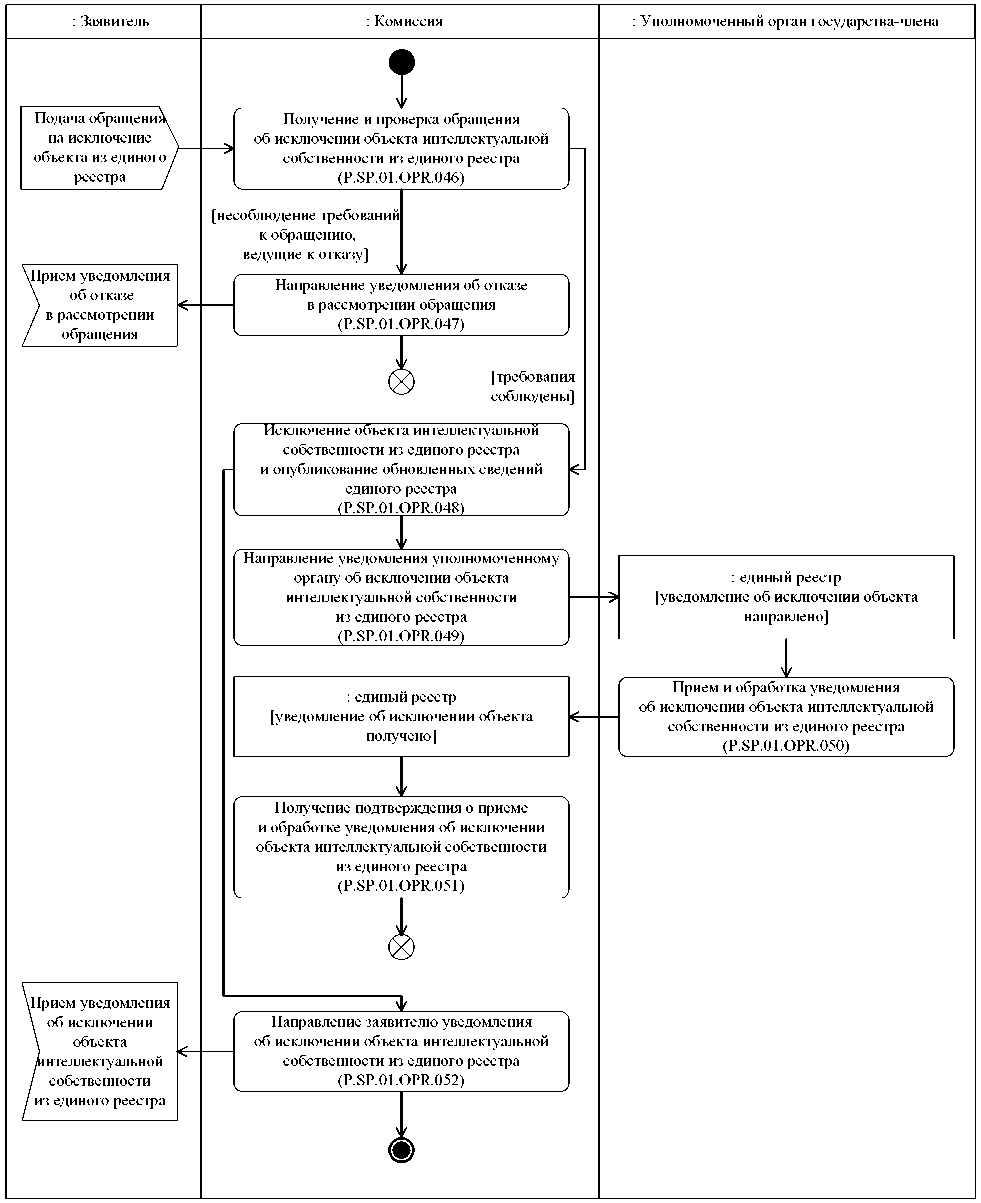 : Заявитель
: Комиссия
: Уполномоченный орган государства-члена
Подача обращения
на исключение
объекта из единого
реестра
Получение и проверка обращения
об исключении объекта интеллектуальной
собственности из единого реестра
(P.SP.01.OPR.046)
[несоблюдение требований
к обращению,
ведущие к отказу]
Прием уведомления
об отказе
в рассмотрении
обращения
Направление уведомления об отказе
в рассмотрении обращения
(P.SP.01.OPR.047)
[требования
соблюдены]
Исключение объекта интеллектуальной
собственности из единого реестра
и опубликование обновленных сведений
единого реестра
(P.SP.01.OPR.048)
Направление уведомления уполномоченному
органу об исключении объекта
интеллектуальной собственности
из единого реестра
(P.SP.01.OPR.049)
: единый реестр
[уведомление об исключении объекта
направлено]
: единый реестр
[уведомление об исключении объекта
получено]
Прием и обработка уведомления
об исключении объекта интеллектуальной
собственности из единого реестра
(P.SP.01.OPR.050)
Получение подтверждения о приеме
и обработке уведомления об исключении
объекта интеллектуальной собственности
из единого реестра
(P.SP.01.OPR.051)
Прием уведомления
об исключении
объекта
интеллектуальной
собственности
из единого реестра
Направление заявителю уведомления
об исключении объекта интеллектуальной
собственности из единого реестра
(P.SP.01.OPR.052)